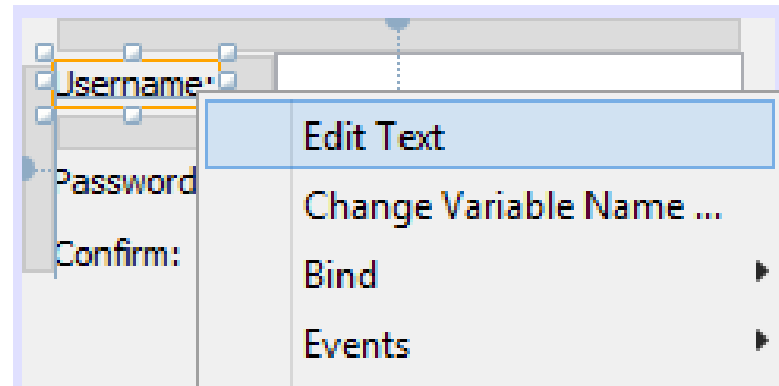 Username:
Edit Text
Password
Change Variable Name ...
Confirm:
Bind
Events